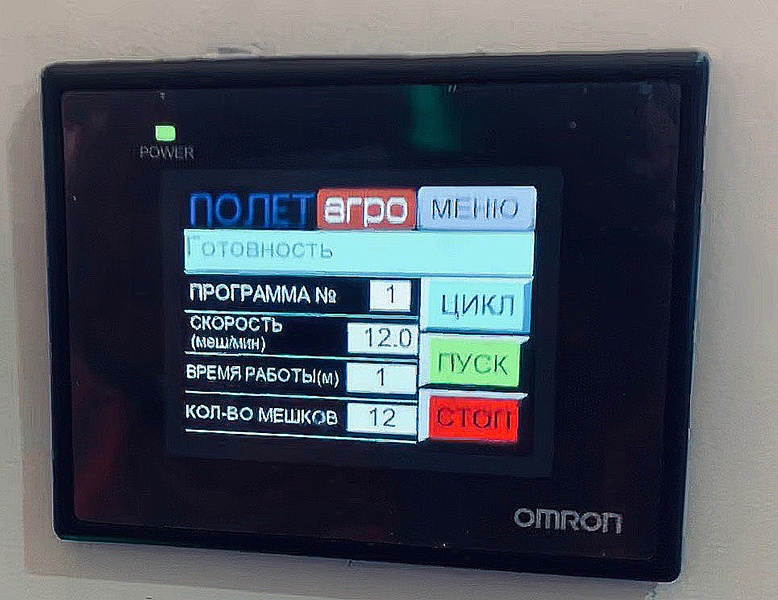 POWER
ПОЛЕТ агро МЕНЮ
Готовность
ПРОГРАММА № 1 ЦИКЛ
СКОРОСТЬ
(меш/мин) 12.0
ПУСК
ВРЕМЯ РАБОТЫ(м) 1
КОЛ-ВО МЕШКОВ 12 СТОП
OMRON